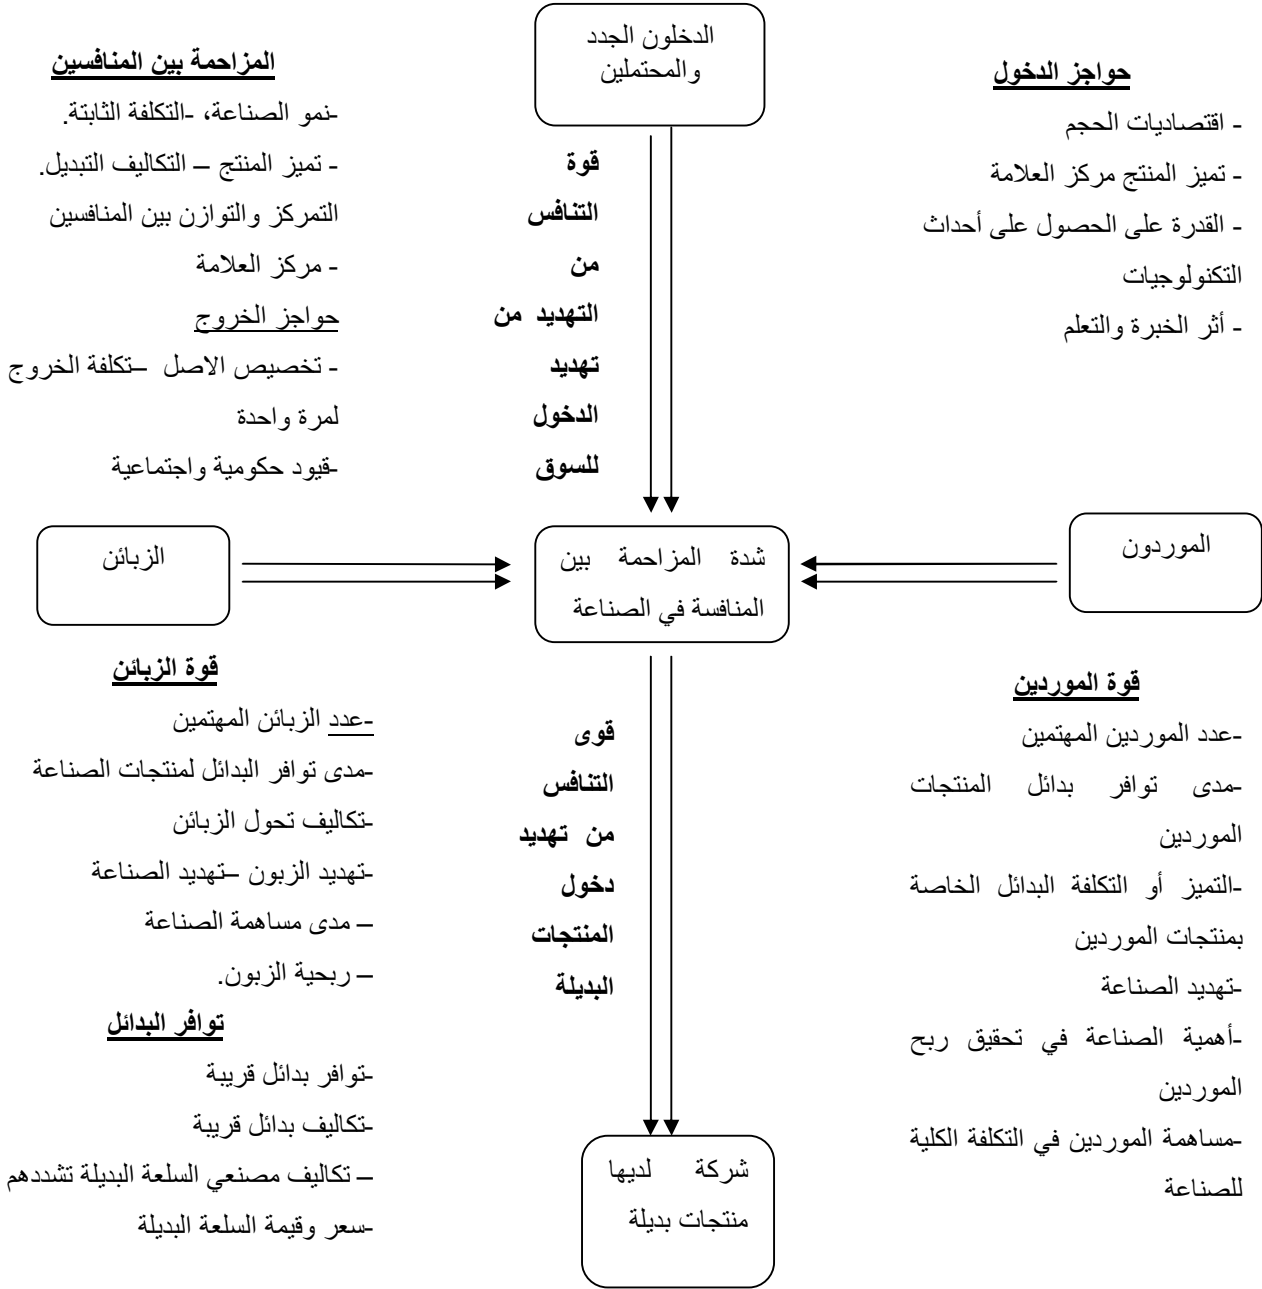 الدخلون الجدد
والمحتملين
حواجز الدخول
- اقتصاديات الحجم
- تميز المنتج مركز العلامة
- القدرة على الحصول على أحداث
التكنولوجيات
- أثر الخبرة والتعلم
قوة
التنافس
من
التهديد من
تهديد
الدخول
للسوق
المزاحمة بين المنافسين
-نمو الصناعة، -التكلفة الثابتة.
- تميز المنتج – التكاليف التبديل.
التمركز والتوازن بين المنافسين
- مركز العلامة
حواجز الخروج
- تخصيص الاصل –تكلفة الخروج
لمرة واحدة
-قيود حكومية واجتماعية
الموردون
شدة المزاحمة بين
المنافسة في الصناعة
الزبائن
قوة الموردين
-عدد الموردين المهتمين
-مدى توافر بدائل المنتجات
الموردين
-التميز أو التكلفة البدائل الخاصة
بمنتجات الموردين
-تهديد الصناعة
-أهمية الصناعة في تحقيق ربح
الموردين
-مساهمة الموردين في التكلفة الكلية
للصناعة
قوى
التنافس
من تهديد
دخول
المنتجات
البديلة
قوة الزبائن
-عدد الزبائن المهتمين
-مدى توافر البدائل لمنتجات الصناعة
-تكاليف تحول الزبائن
-تهديد الزبون –تهديد الصناعة
– مدى مساهمة الصناعة
– ربحية الزبون.
توافر البدائل
-توافر بدائل قريبة
-تكاليف بدائل قريبة
– تكاليف مصنعي السلعة البديلة تشددهم
-سعر وقيمة السلعة البديلة
شركة لديها
منتجات بديلة